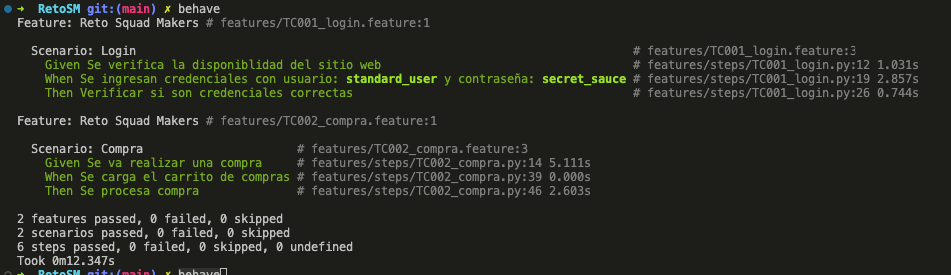 → RetoSM git:(main) ✗ behave
Feature: Reto Squad Makers # features/TC001_login.feature:1
Scenario: Login # features/TC001_login.feature:3
Given Se verifica la disponiblidad del sitio web # features/steps/TC001_login.py:12 1.031s
When Se ingresan credenciales con usuario: standard_user y contraseña: secret_sauce # features/steps/TC001_login.py:19 2.857s
Then Verificar si son credenciales correctas # features/steps/TC001_login.py:26 0.744s
Feature: Reto Squad Makers # features/TC002_compra.feature:1
Scenario: Compra # features/TC002_compra.feature:3
Given Se va realizar una compra # features/steps/TC002_compra.py:14 5.111s
When Se carga el carrito de compras # features/steps/TC002_compra.py:39 0.000s
Then Se procesa compra # features/steps/TC002_compra.py:46 2.603s
2 features passed, 0 failed, 0 skipped
2 scenarios passed, 0 failed, 0 skipped
6 steps passed, 0 failed, 0 skipped, 0 undefined
Took 0m12.347s
→ RetoSM git:(main) ✗ behave